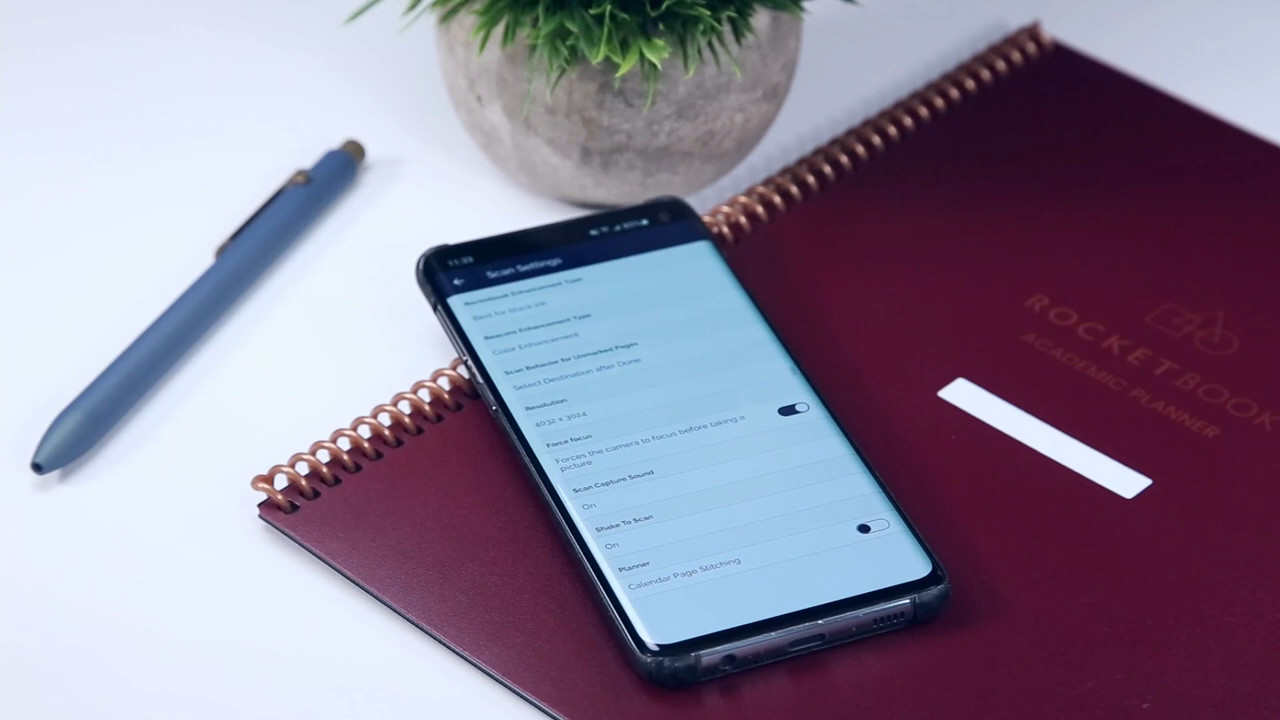 11:33
Scan Settings
Rocketbook Enhancement Type
Best for black ink
Beacons Enhancement Type
Color Enhancement
Scan Behavior for Unmarked Pages
Select Destination after Done
Resolution
4032 x 3024
Force focus
Forces the camera to focus before taking a
picture
Scan Capture Sound
On
Shake To Scan
On
Planner
Calendar Page Stitching
ROCKETBOOK
ACADEMIC PLANNER